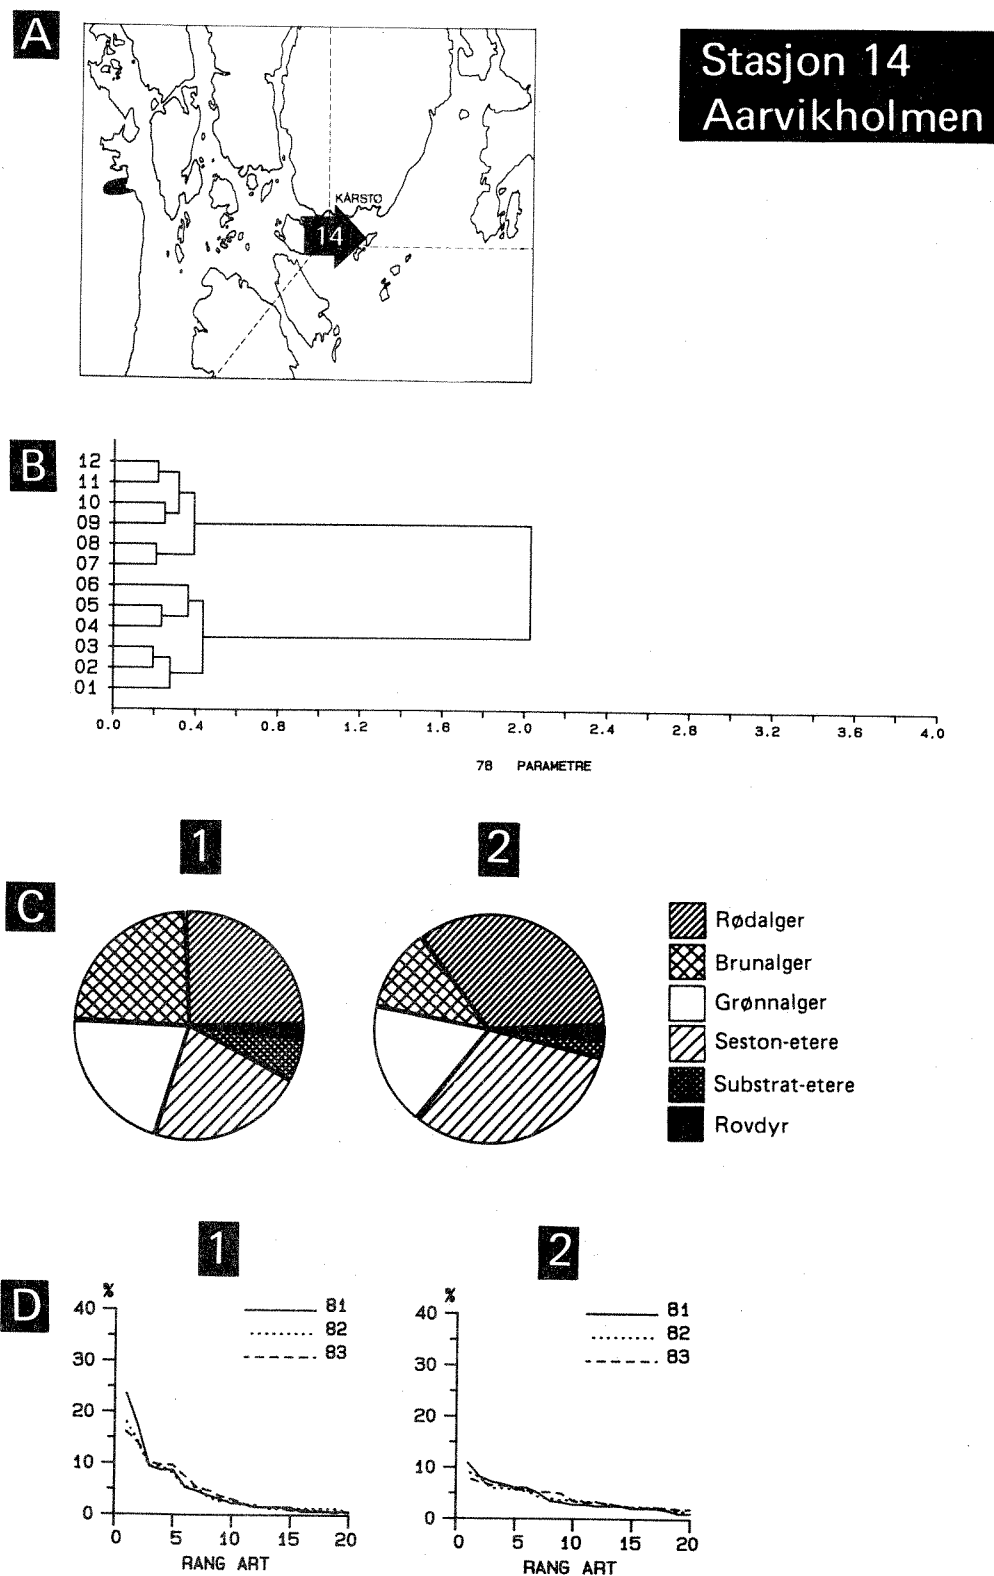 A
Stasjon 14
Aarvikholmen
KÅRSTØ
14
B
12
11
10
09
08
07
06
05
04
03
02
01
0.0 0.4 0.8 1.2 1.6 2.0 2.4 2.8 3.2 3.6 4.0
78 PARAMETRE
1 2
C
Rødalger
Brunalger
Grønnalger
Seston-etere
Substrat-etere
Rovdyr
1 2
D
%
40
30
20
10
0
81
82
83
0 5 10 15 20
RANG ART
%
40
30
20
10
0
81
82
83
0 5 10 15 20
RANG ART